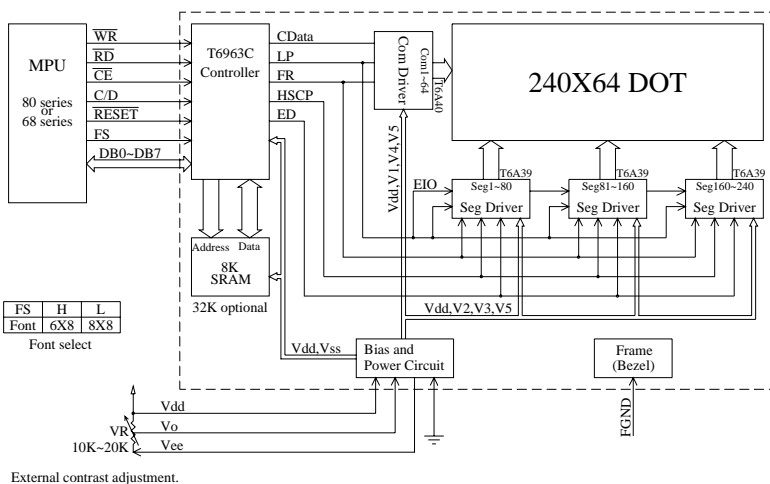 MPU
80 series
or
68 series
WR
RD
CE
C/D
RESET
FS
DB0~DB7
T6963C
Controller
CData
LP
FR
HSCP
ED
Com Driver
Com1~64
T6A40
240X64 DOT
Vdd,V1,V4,V5
EIO
T6A39
Seg1~80
Seg Driver
T6A39
Seg81~160
Seg Driver
T6A39
Seg160~240
Seg Driver
Address Data
8K
SRAM
32K optional
FS H L
Font 6X8 8X8
Font select
Vdd,V2,V3,V5
Vdd,Vss
Bias and
Power Circuit
Frame
(Bezel)
FGND
Vdd
Vo
Vee
VR
10K~20K
External contrast adjustment.